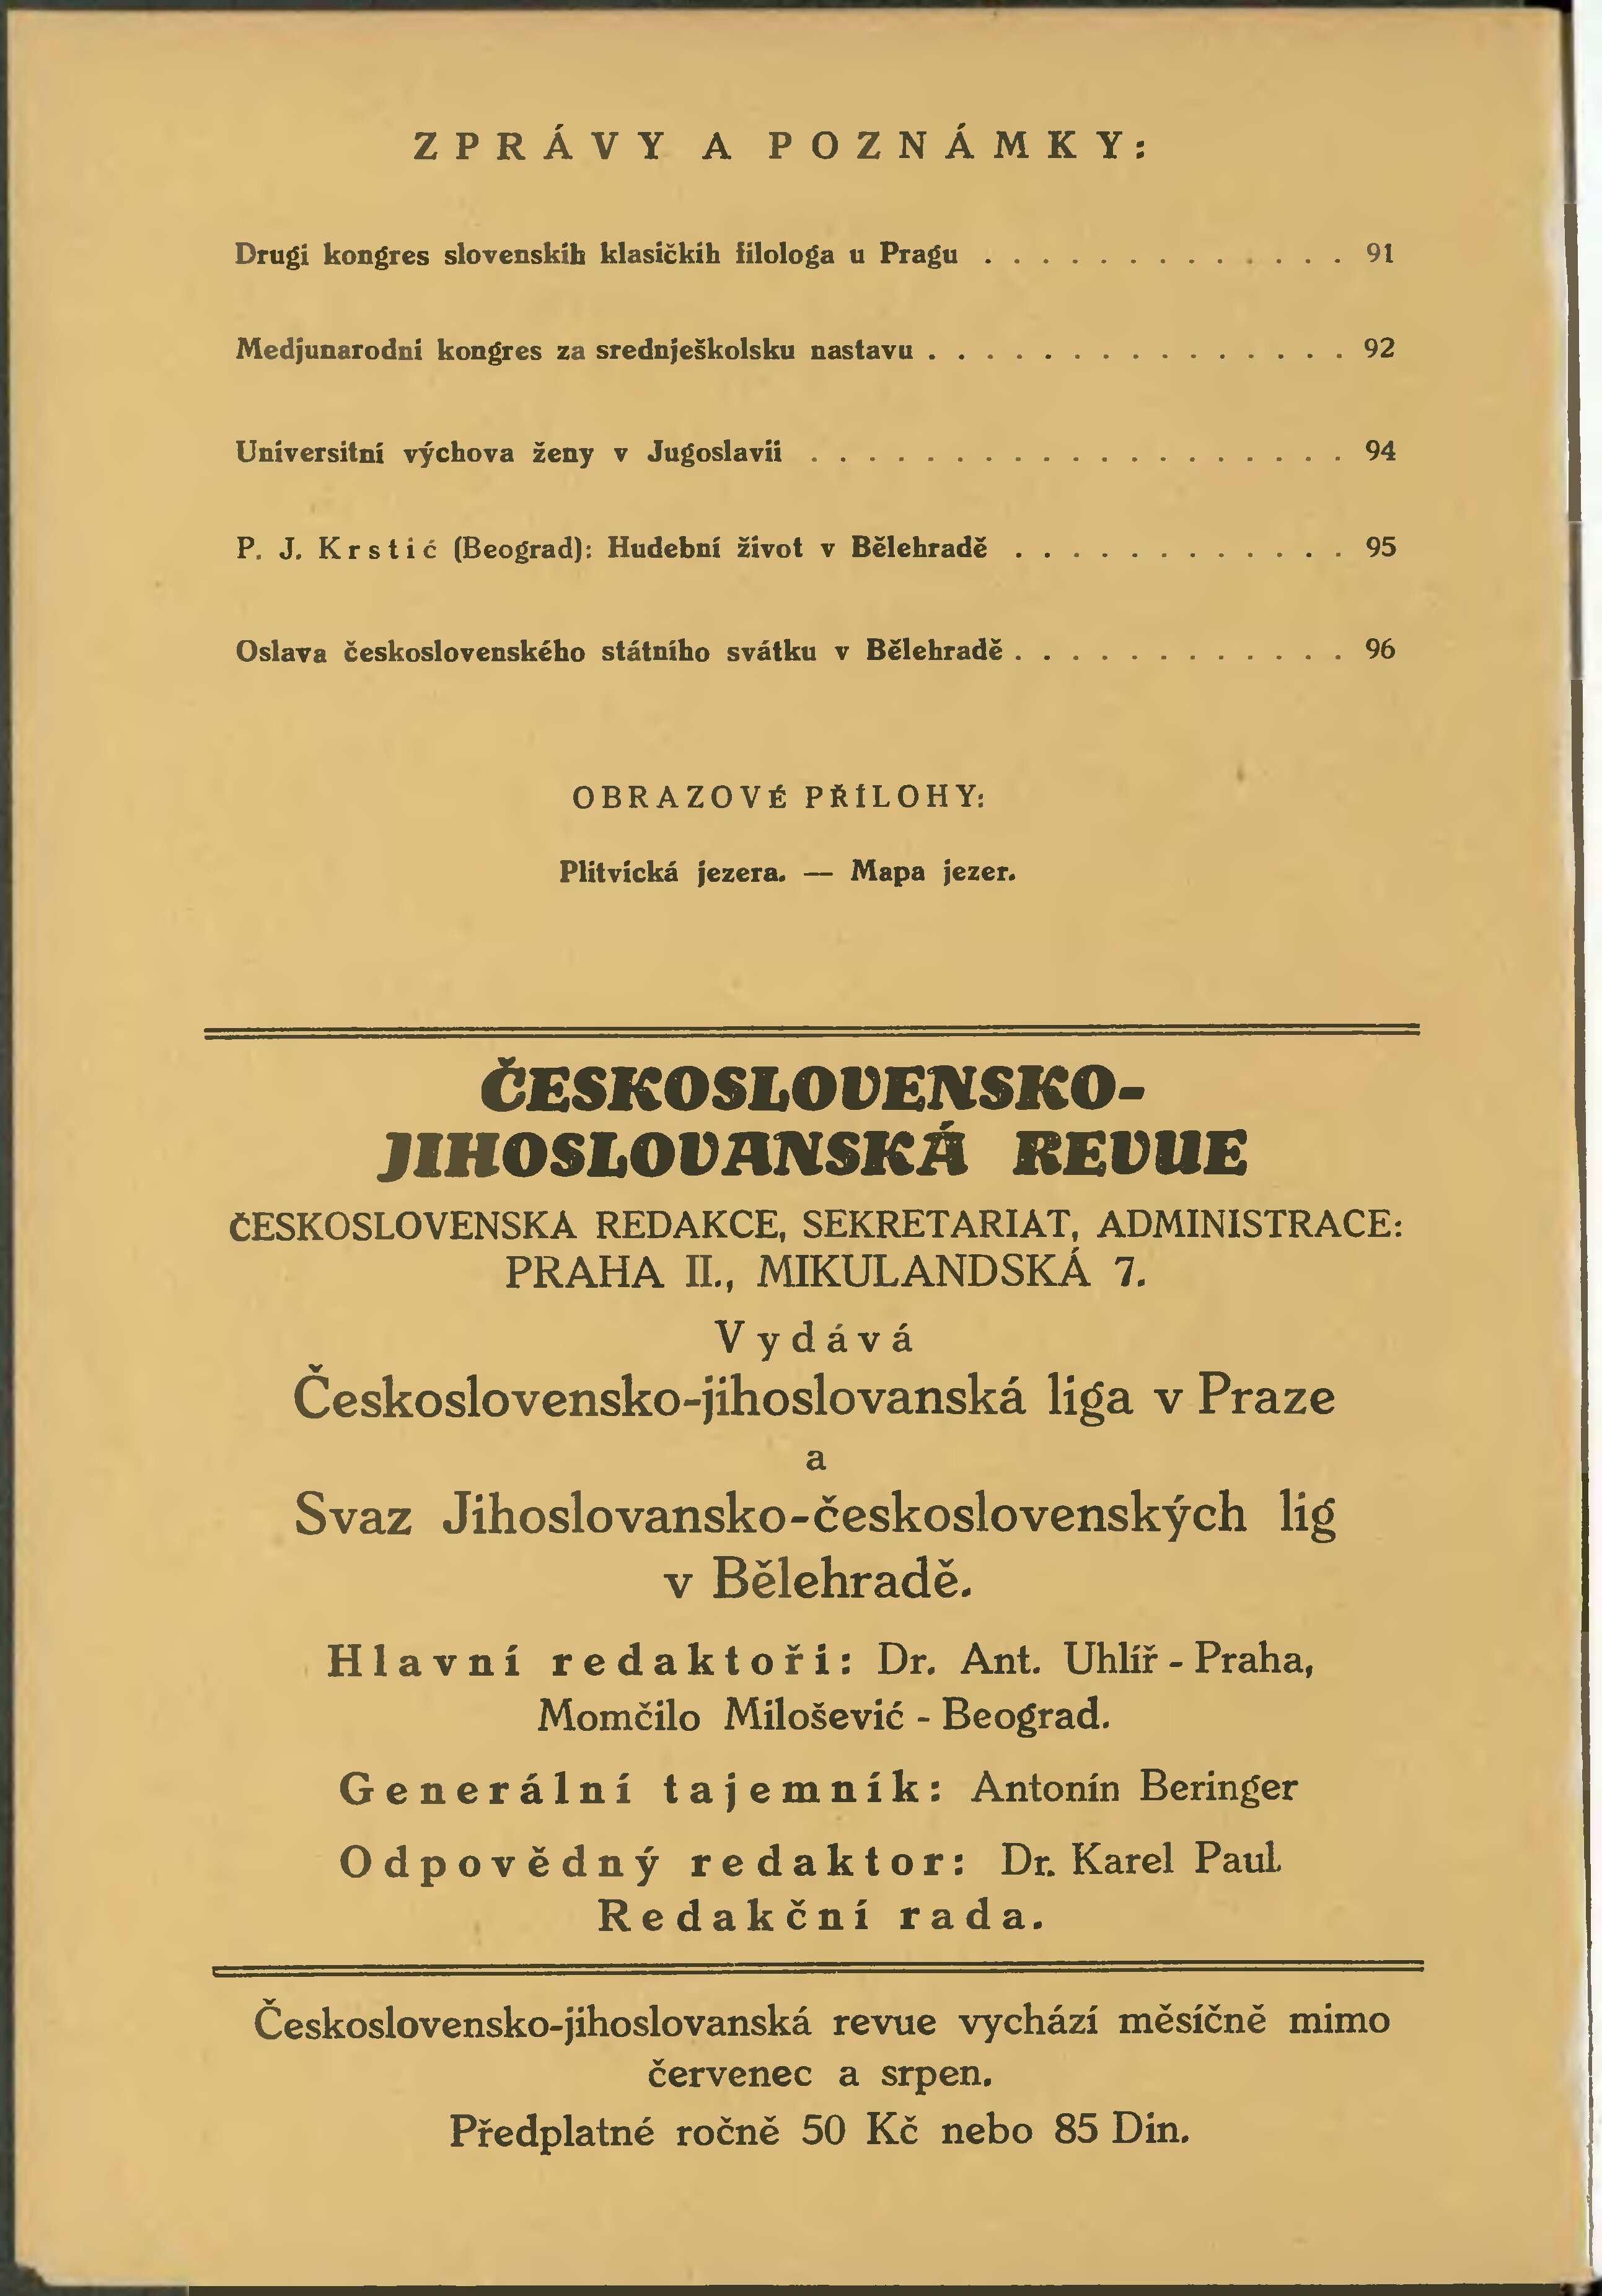 ZPRÁVY A POZNÁMKY:
Drugi kongres slovenskih klasičkih filologa u Pragu . . . . . . . . . . . . . 91
Medjunarodni kongres za srednješkolsku nastavu . . . . . . . . . . . . . . . 92
Universitní výchova ženy v Jugoslavii . . . . . . . . . . . . . . . . . . . 94
P. J. Krstić (Beograd): Hudební život v Bělehradě . . . . . . . . . . . . 95
Oslava československého státního svátku v Bělehradě . . . . . . . . . . . . 96
OBRAZOVÉ PŘÍLOHY:
Plitvická jezera. — Mapa jezer.
ČESKOSLOVENSKO-
JIHOSLOVANSKÁ REVUE
ČESKOSLOVENSKÁ REDAKCE, SEKRETARIÁT, ADMINISTRACE:
PRAHA II., MIKULANDSKÁ 7.
Vydává
Československo-jihoslovanská liga v Praze
a
Svaz Jihoslovansko-československých lig
v Bělehradě.
Hlavní redaktoři: Dr. Ant. Uhlíř - Praha,
Momčilo Milošević - Beograd.
Generální tajemník: Antonín Beringer
Odpovědný redaktor: Dr. Karel Paul.
Redakční rada.
Československo-jihoslovanská revue vychází měsíčně mimo
červenec a srpen.
Předplatné ročně 50 Kč nebo 85 Din.